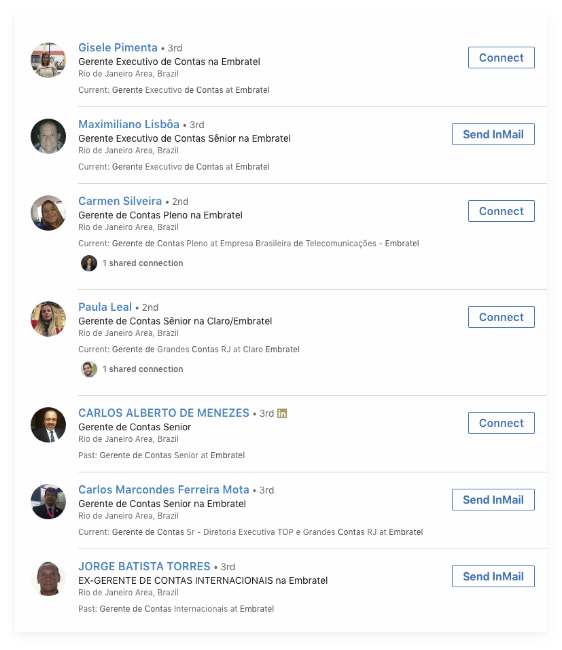 Gisele Pimenta • 3rd
Connect
Gerente Executivo de Contas na Embratel
Rio de Janeiro Area, Brazil
Current: Gerente Executivo de Contas at Embratel
Maximiliano Lisbôa • 3rd
Send InMail
Gerente Executivo de Contas Sênior na Embratel
Rio de Janeiro Area, Brazil
Current: Gerente Executivo de Contas at Embratel
Carmen Silveira • 2nd
Connect
Gerente de Contas Pleno na Embratel
Rio de Janeiro Area, Brazil
Current: Gerente de Contas Pleno at Empresa Brasileira de Telecomunicações - Embratel
1 shared connection
Paula Leal • 2nd
Connect
Gerente de Contas Sênior na Claro/Embratel
Rio de Janeiro Area, Brazil
Current: Gerente de Grandes Contas RJ at Claro Embratel
1 shared connection
CARLOS ALBERTO DE MENEZES • 3rd in
Connect
Gerente de Contas Senior
Rio de Janeiro Area, Brazil
Past: Gerente de Contas Senior at Embratel
Carlos Marcondes Ferreira Mota • 3rd
Send InMail
Gerente de Contas Senior na Embratel
Rio de Janeiro Area, Brazil
Current: Gerente de Contas Sr - Diretoria Executiva TOP e Grandes Contas RJ at Embratel
JORGE BATISTA TORRES • 3rd
Send InMail
EX-GERENTE DE CONTAS INTERNACIONAIS na Embratel
Rio de Janeiro Area, Brazil
Past: Gerente de Contas Internacionais at Embratel